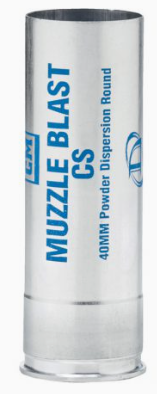 MUZZLE BLAST
CS
40MM Powder Dispersion Round